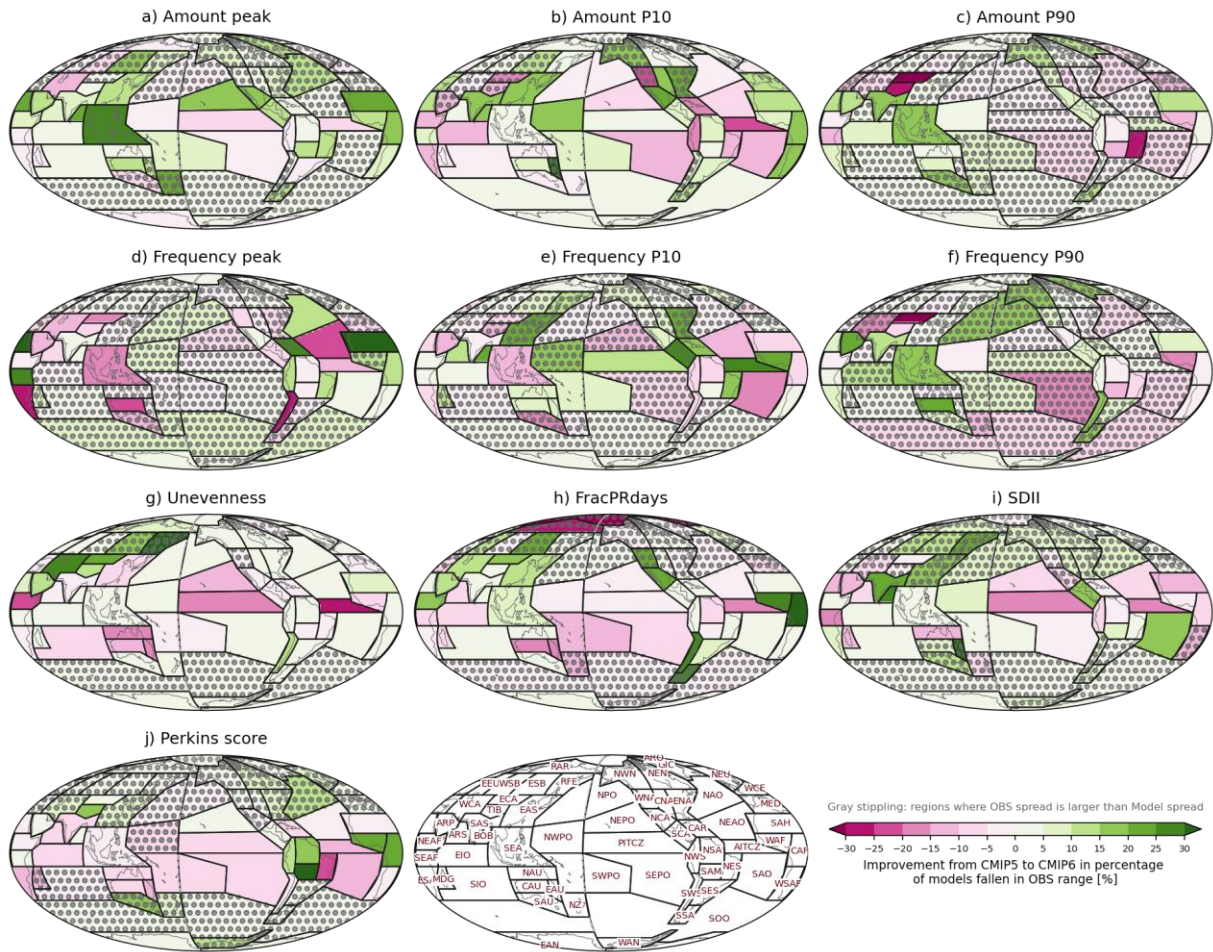 a) Amount peak
b) Amount P10
c) Amount P90
d) Frequency peak
e) Frequency P10
f) Frequency P90
g) Unevenness
h) FracPRdays
i) SDII
j) Perkins score
ARO
GIC
RAR
NWN
NEN
NEU
EEU
WSB
ESB
RFE
WCE
NPO
NAO
WCA
ECA
TIB
EAS
WNA
CNA
ENA
MED
ARP
SAS
NEPO
NCA
SCA
CAR
NEAO
SAH
ARS
BOB
NWPO
PITCZ
WAF
NEAF
SEA
NSA
AITCZ
CAF
SEAF
EIO
NWS
SAM
NES
MDG
SIO
NAU
SWPO
SEPO
SAO
CAU
EAU
SWS
SES
WSAF
SAU
NZ
SSA
SOO
EAN
WAN
Gray stippling: regions where OBS spread is larger than Model spread
−30 −25 −20 −15 −10 −5 0 5 10 15 20 25 30
Improvement from CMIP5 to CMIP6 in percentage
of models fallen in OBS range [%]